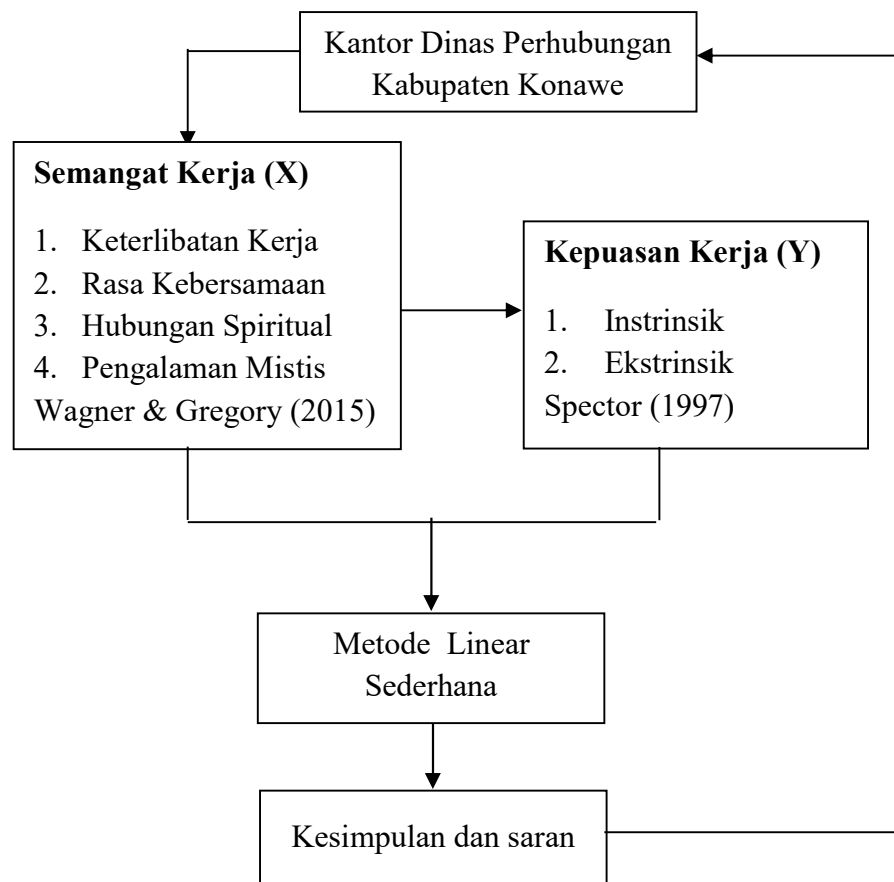 Kantor Dinas Perhubungan
Kabupaten Konawe
Semangat Kerja (X)
1. Keterlibatan Kerja
2. Rasa Kebersamaan
3. Hubungan Spiritual
4. Pengalaman Mistis
Wagner & Gregory (2015)
Kepuasan Kerja (Y)
1. Instrinsik
2. Ekstrinsik
Spector (1997)
Metode Linear
Sederhana
Kesimpulan dan saran